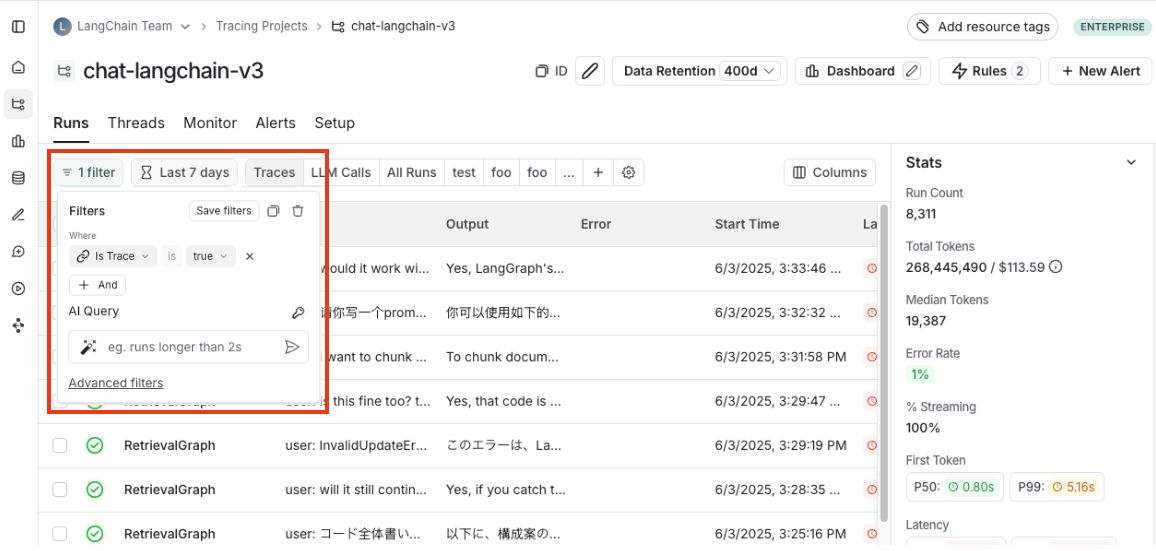 L LangChain Team > Tracing Projects > chat-langchain-v3
Add resource tags
ENTERPRISE
chat-langchain-v3
ID
Data Retention 400d
Dashboard
Rules 2
+ New Alert
Runs Threads Monitor Alerts Setup
1 filter
Last 7 days
Traces
LLM Calls
All Runs
test
foo
foo
...
+
Columns
Filters
Save filters
Where
Is Trace is true ×
+ And
AI Query
eg. runs longer than 2s
Advanced filters
Output Error Start Time La
would it work wi... Yes, LangGraph's... 6/3/2025, 3:33:46 ...
你写一个prom... 你可以使用如下的... 6/3/2025, 3:32:32 ...
i want to chunk ... To chunk docum... 6/3/2025, 3:31:58 PM
RetrievalGraph user: Is this fine too? t... Yes, that code is ... 6/3/2025, 3:29:47 ...
RetrievalGraph user: InvalidUpdateEr... このエラーは、La... 6/3/2025, 3:29:19 PM
RetrievalGraph user: will it still contin... Yes, if you catch t... 6/3/2025, 3:28:35 ...
RetrievalGraph user: コード全体書い... 以下に、構成案の... 6/3/2025, 3:25:16 PM
Stats
Run Count
8,311
Total Tokens
268,445,490 / $113.59
Median Tokens
19,387
Error Rate
1%
% Streaming
100%
First Token
P50: 0.80s P99: 5.16s
Latency